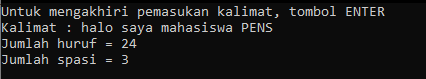 Untuk mengakhiri pemasukan kalimat, tombol ENTER
Kalimat : halo saya mahasiswa PENS
Jumlah huruf = 24
Jumlah spasi = 3